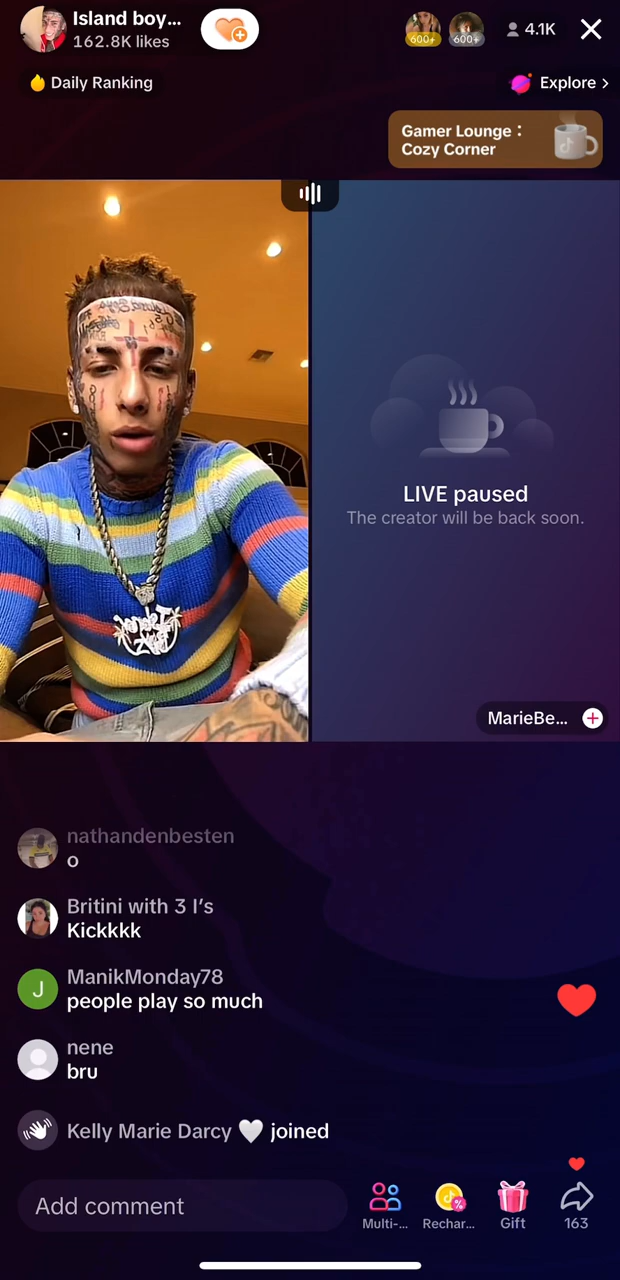 Island boy...
162.8K likes
600+
600+
4.1K
Daily Ranking
Explore >
Gamer Lounge :
Cozy Corner
LIVE paused
The creator will be back soon.
MarieBe...
nathandenbesten
o
Britini with 3 I's
Kickkkk
J
ManikMonday78
people play so much
nene
bru
Kelly Marie Darcy 🤍 joined
Add comment
Multi-...
Rechar...
Gift
163